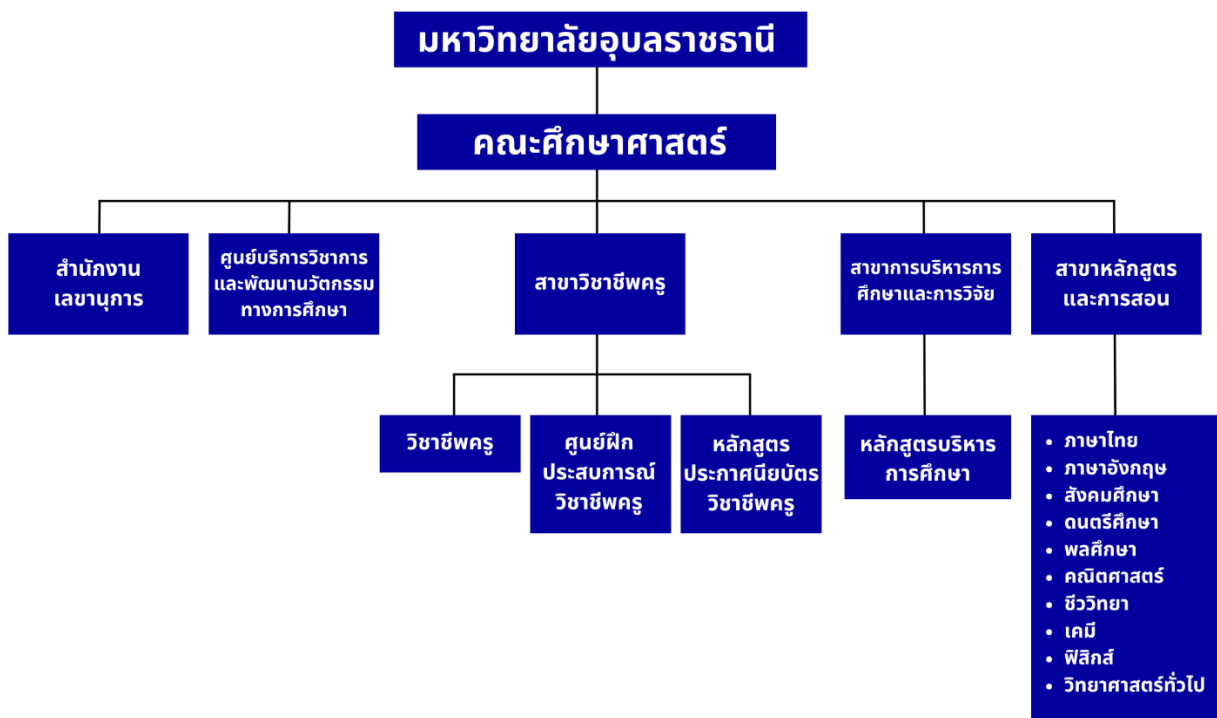 มหาวิทยาลัยอุบลราชธานี
คณะศึกษาศาสตร์
สำนักงาน
เลขานุการ
ศูนย์บริการวิชาการ
และพัฒนานวัตกรรม
ทางการศึกษา
สาขาวิชาชีพครู
สาขาการบริหารการ
ศึกษาและการวิจัย
สาขาหลักสูตร
และการสอน
วิชาชีพครู
ศูนย์ฝึก
ประสบการณ์
วิชาชีพครู
หลักสูตร
ประกาศนียบัตร
วิชาชีพครู
หลักสูตรบริหาร
การศึกษา
• ภาษาไทย
• ภาษาอังกฤษ
• สังคมศึกษา
• ดนตรีศึกษา
• พลศึกษา
• คณิตศาสตร์
• ชีววิทยา
• เคมี
• ฟิสิกส์
• วิทยาศาสตร์ทั่วไป